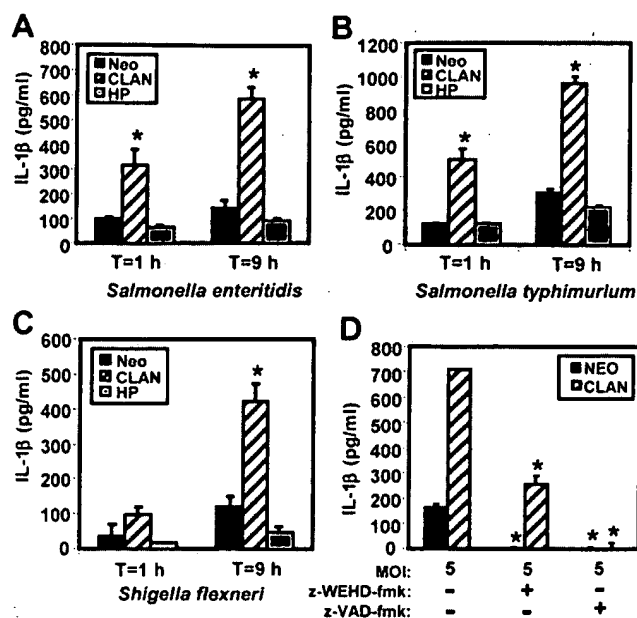 A
IL-1β (pg/ml)
800
700
600
500
400
300
200
100
0
Neo
CLAN
HP
*
*
T=1 h
T=9 h
Salmonella enteritidis
B
IL-1β (pg/ml)
1200
1000
800
600
400
200
0
Neo
CLAN
HP
*
*
T=1 h
T=9 h
Salmonella typhimurium
C
IL-1β (pg/ml)
600
500
400
300
200
100
0
Neo
CLAN
HP
*
T=1 h
T=9 h
Shigella flexneri
D
IL-1β (pg/ml)
800
700
600
500
400
300
200
100
0
NEO
CLAN
*
*
*
*
MOI: 5 5 5
z-WEHD-fmk: - + -
z-VAD-fmk: - - +